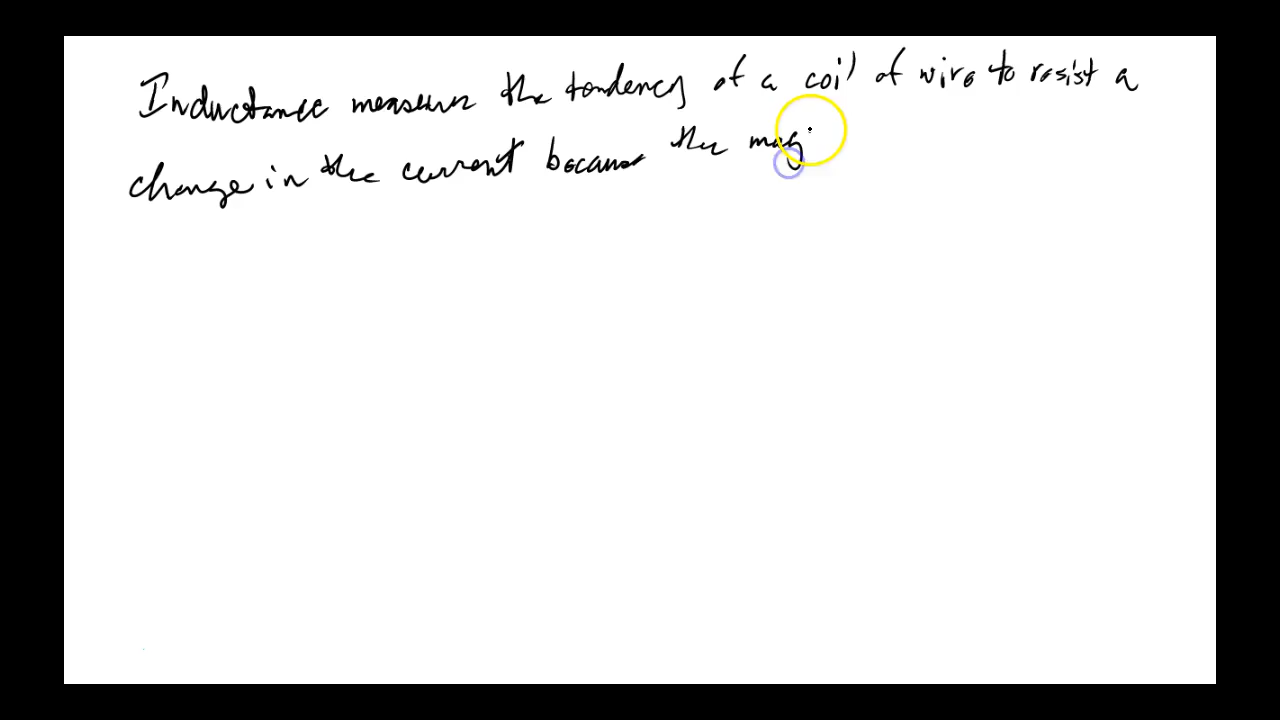 Inductance measures the tendency of a coil of wire to resist a
change in the current because the mag